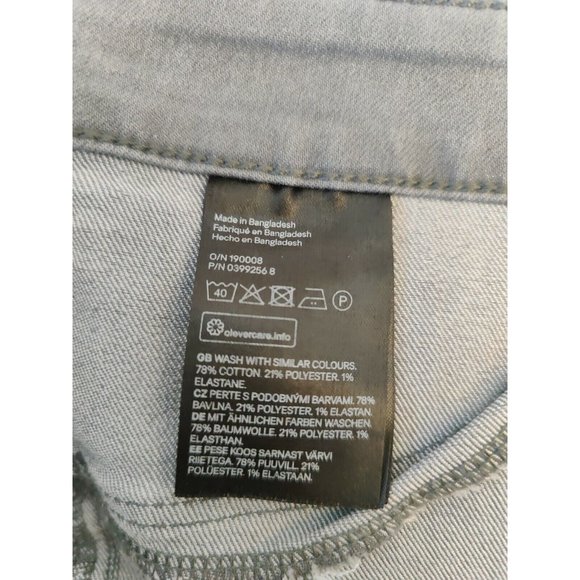 Made in Bangladesh
Fabriqué en Bangladesh
Hecho en Bangladesh
O/N 190008
P/N 0399256 8
40
P
clevercare.info
GB WASH WITH SIMILAR COLOURS.
78% COTTON. 21% POLYESTER. 1%
ELASTANE.
CZ PERTE S PODOBNÝMI BARVAMI. 78%
BAVLNA. 21% POLYESTER. 1% ELASTAN.
DE MIT ÄHNLICHEN FARBEN WASCHEN.
78% BAUMWOLLE. 21% POLYESTER. 1%
ELASTHAN.
EE PESE KOOS SARNAST VÄRVI
RIIETEGA. 78% PUUVILL. 21%
POLÜESTER. 1% ELASTAAN.